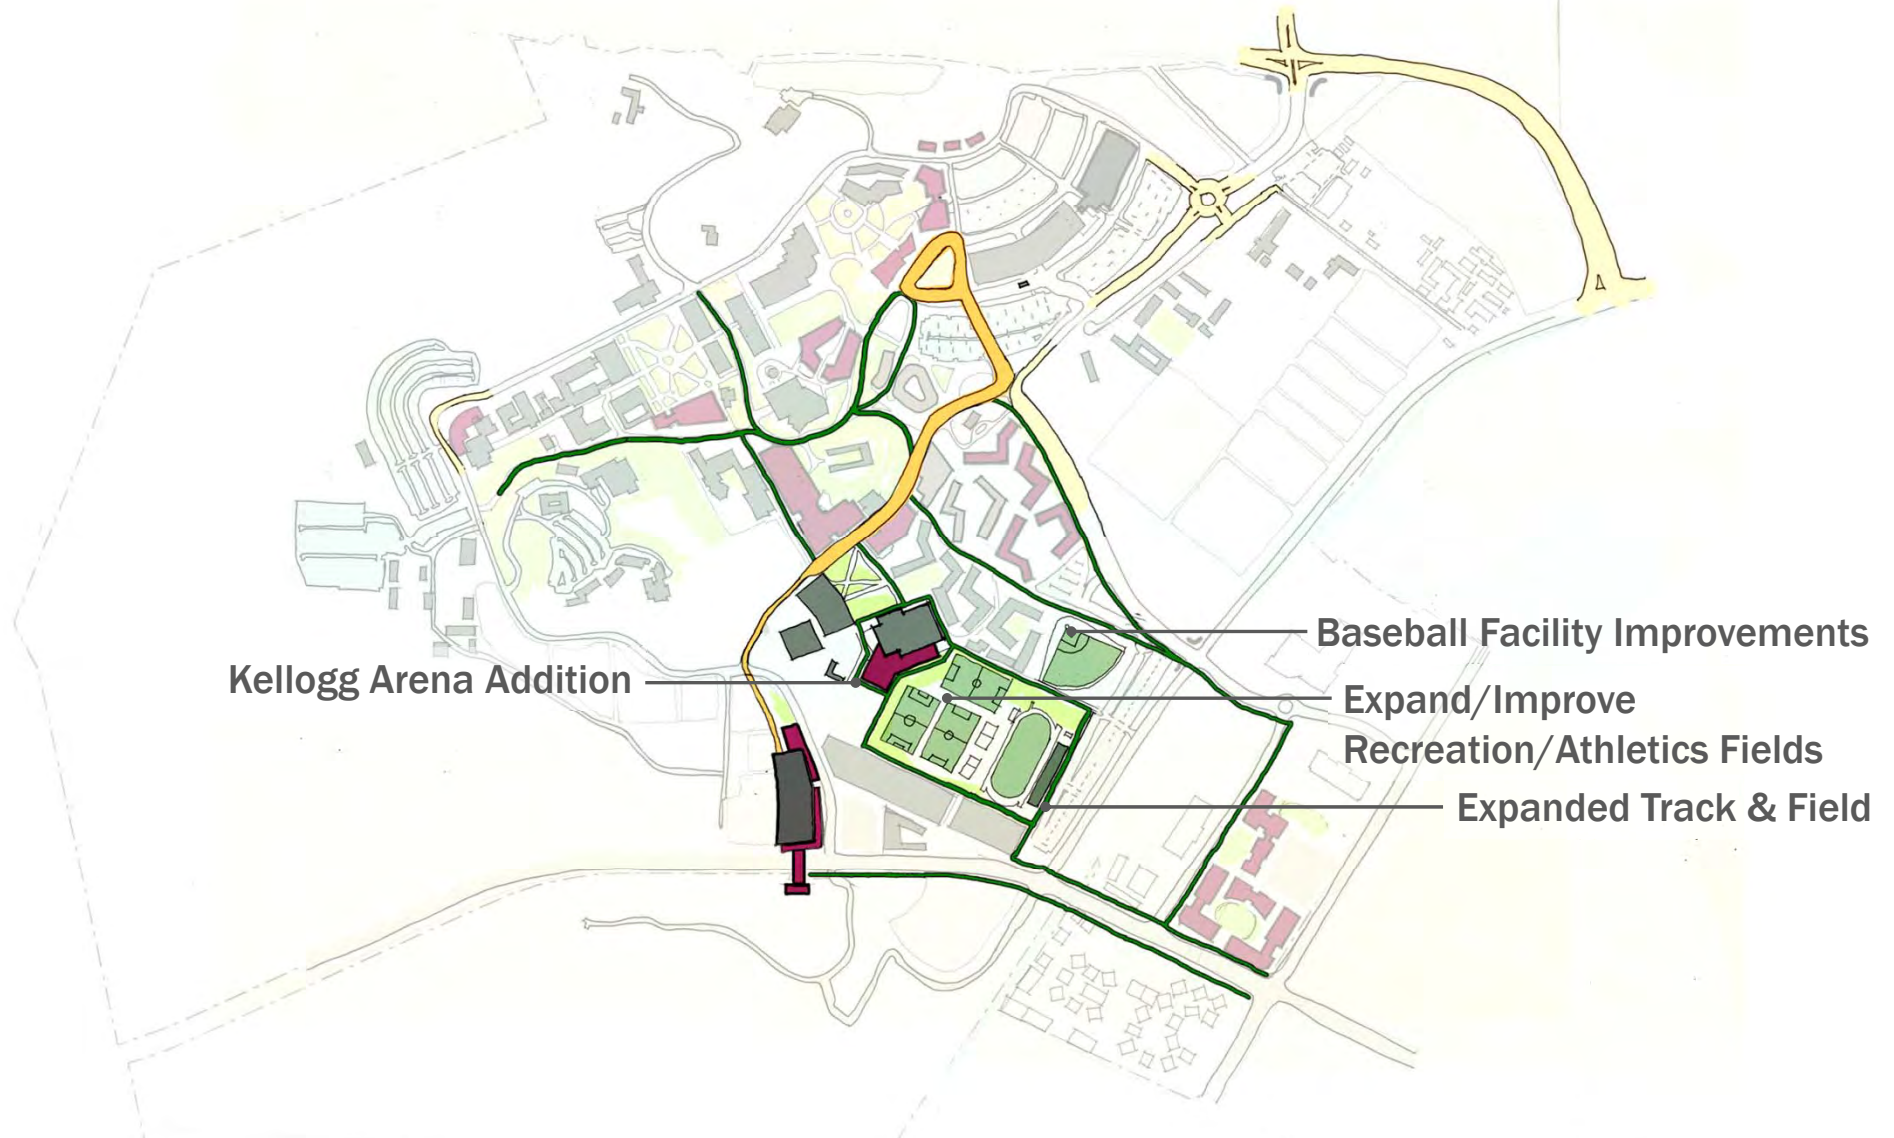 Baseball Facility Improvements
Kellogg Arena Addition
Expand/Improve
Recreation/Athletics Fields
Expanded Track & Field